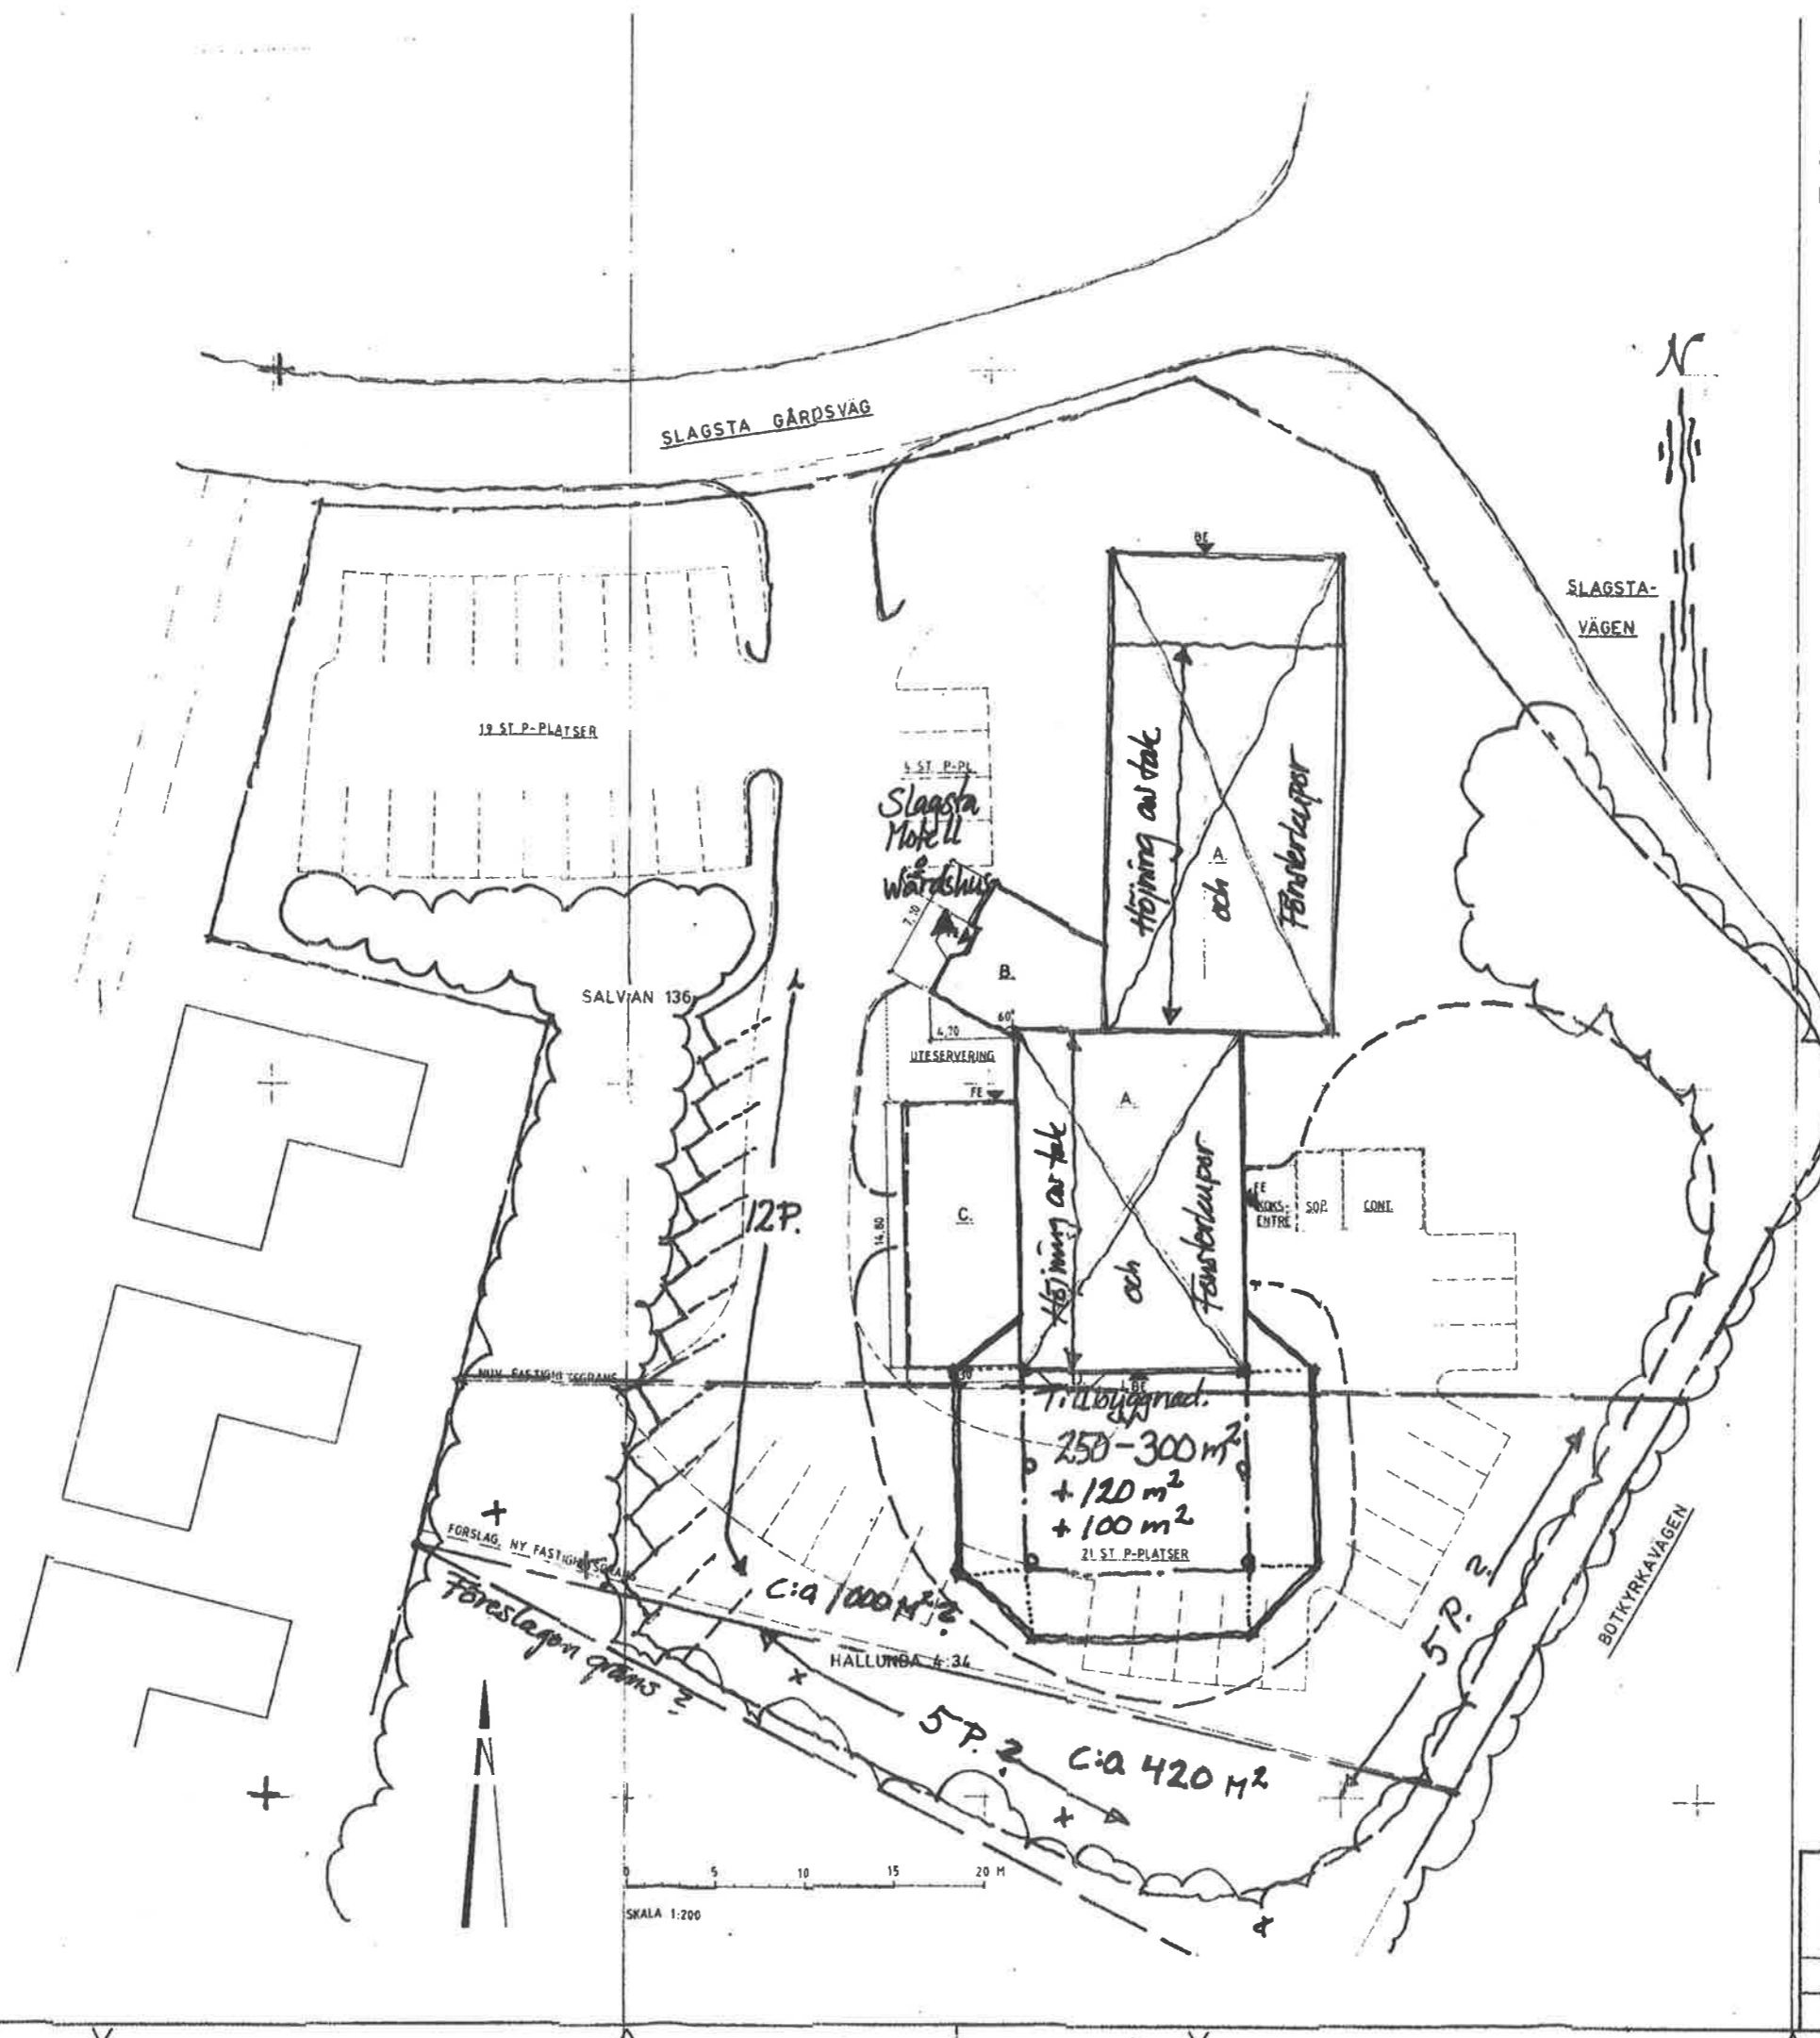 N
SLAGSTA GÅRDSVÄG
BE
SLAGSTA-
VÄGEN
19 ST P-PLATSER
4 ST P-PL
Slagsta
Motell
&
Wärdshus
Höjning av tak
och
Fönsterkupor
A.
7,70
B.
SALVIAN 136
4,70
60°
UTESERVERING
FE
A.
Höjning av tak
och
Fönsterkupor
12 P.
C.
14,80
FE
KÖKS-
ENTRE
SOP.
CONT.
NUV. FASTIGHETSGRÄNS
BE
Tillbyggnad.
250-300 m²
+ 120 m²
+ 100 m²
21 ST P-PLATSER
FÖRSLAG, NY FASTIGHETSGRÄNS
C:a 1000 M² ?
Föreslagen gräns ?
HALLUNDA 4:34
5 P. ?
5 P. ?
C:a 420 M²
BOTKYRKAVÄGEN
N
0 5 10 15 20 M
SKALA 1:200